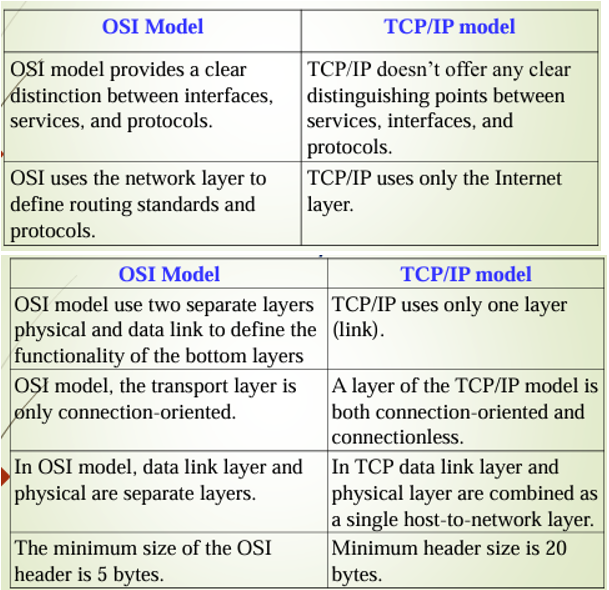 OSI Model
TCP/IP model
OSI model provides a clear
distinction between interfaces,
services, and protocols.
TCP/IP doesn’t offer any clear
distinguishing points between
services, interfaces, and
protocols.
OSI uses the network layer to
define routing standards and
protocols.
TCP/IP uses only the Internet
layer.
OSI Model
TCP/IP model
OSI model use two separate layers
physical and data link to define the
functionality of the bottom layers
TCP/IP uses only one layer
(link).
OSI model, the transport layer is
only connection-oriented.
A layer of the TCP/IP model is
both connection-oriented and
connectionless.
In OSI model, data link layer and
physical are separate layers.
In TCP data link layer and
physical layer are combined as
a single host-to-network layer.
The minimum size of the OSI
header is 5 bytes.
Minimum header size is 20
bytes.